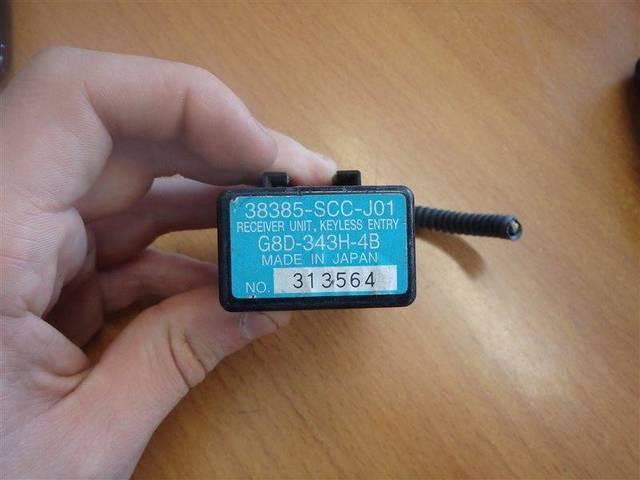 38385-SCC-J01
RECEIVER UNIT, KEYLESS ENTRY
G8D-343H-4B
MADE IN JAPAN
NO. 313564